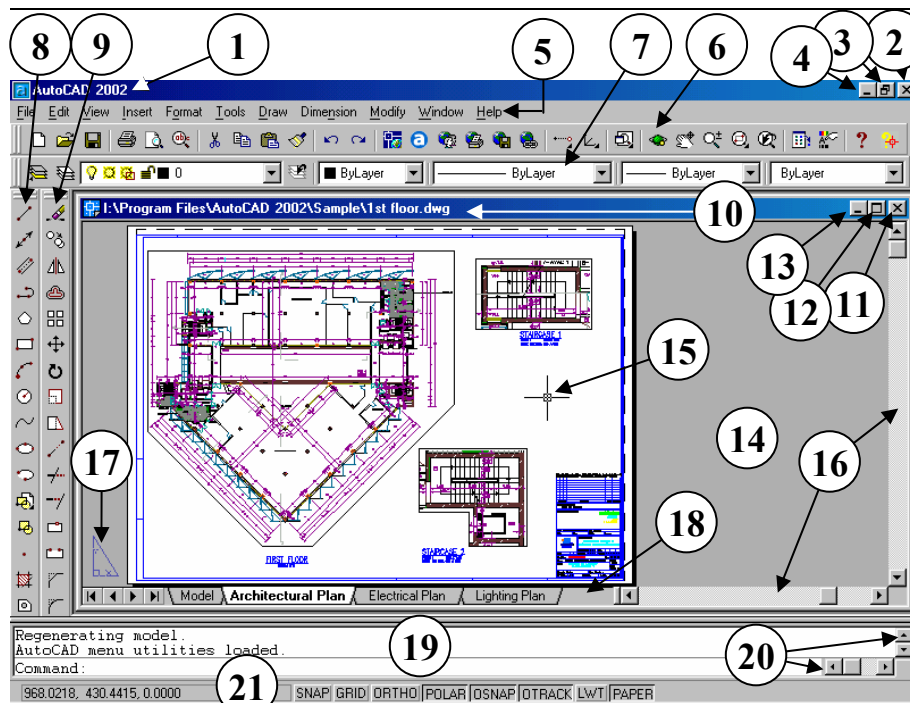 8 9 1 5 7 6 4 3 2
AutoCAD 2002
File Edit View Insert Format Tools Draw Dimension Modify Window Help
0 ByLayer ByLayer ByLayer ByLayer
I:\Program Files\AutoCAD 2002\Sample\1st floor.dwg
10
13 12 11
STAIRCASE 1
15
14
16
17
18
FIRST FLOOR
STAIRCASE 2
Model Architectural Plan Electrical Plan Lighting Plan
Regenerating model.
AutoCAD menu utilities loaded.
Command:
19
20
968.0218, 430.4415, 0.0000
21
SNAP GRID ORTHO POLAR OSNAP OTRACK LWT PAPER